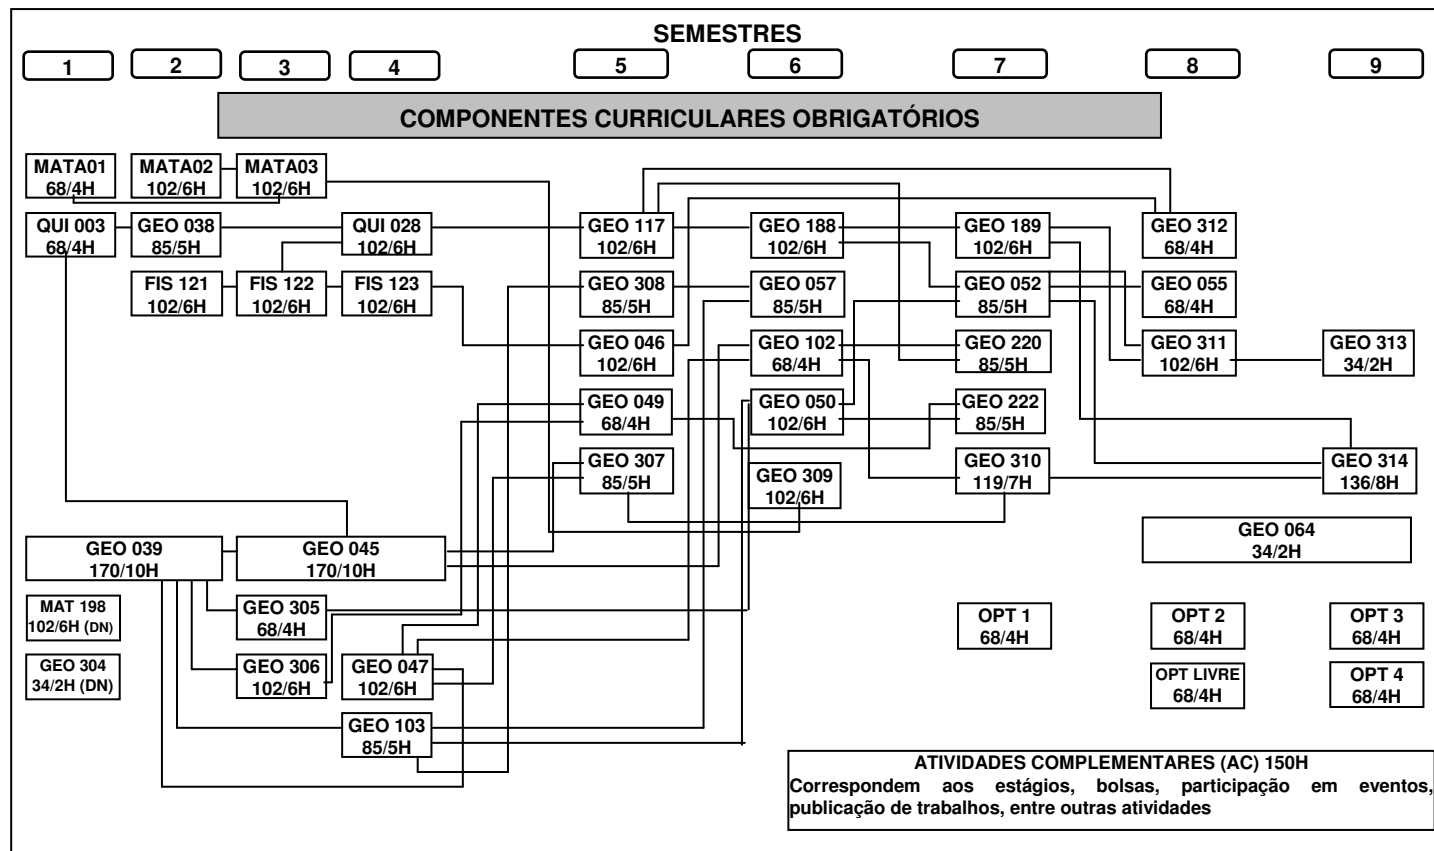 SEMESTRES
1 2 3 4 5 6 7 8 9
COMPONENTES CURRICULARES OBRIGATÓRIOS
MATA01
68/4H
MATA02
102/6H
MATA03
102/6H
QUI 003
68/4H
GEO 038
85/5H
QUI 028
102/6H
GEO 117
102/6H
GEO 188
102/6H
GEO 189
102/6H
GEO 312
68/4H
FIS 121
102/6H
FIS 122
102/6H
FIS 123
102/6H
GEO 308
85/5H
GEO 057
85/5H
GEO 052
85/5H
GEO 055
68/4H
GEO 046
102/6H
GEO 102
68/4H
GEO 220
85/5H
GEO 311
102/6H
GEO 313
34/2H
GEO 049
68/4H
GEO 050
102/6H
GEO 222
85/5H
GEO 307
85/5H
GEO 309
102/6H
GEO 310
119/7H
GEO 314
136/8H
GEO 064
34/2H
GEO 039
170/10H
GEO 045
170/10H
MAT 198
102/6H (DN)
GEO 305
68/4H
OPT 1
68/4H
OPT 2
68/4H
OPT 3
68/4H
GEO 304
34/2H (DN)
GEO 306
102/6H
GEO 047
102/6H
OPT LIVRE
68/4H
OPT 4
68/4H
GEO 103
85/5H
ATIVIDADES COMPLEMENTARES (AC) 150H
Correspondem aos estágios, bolsas, participação em eventos,
publicação de trabalhos, entre outras atividades